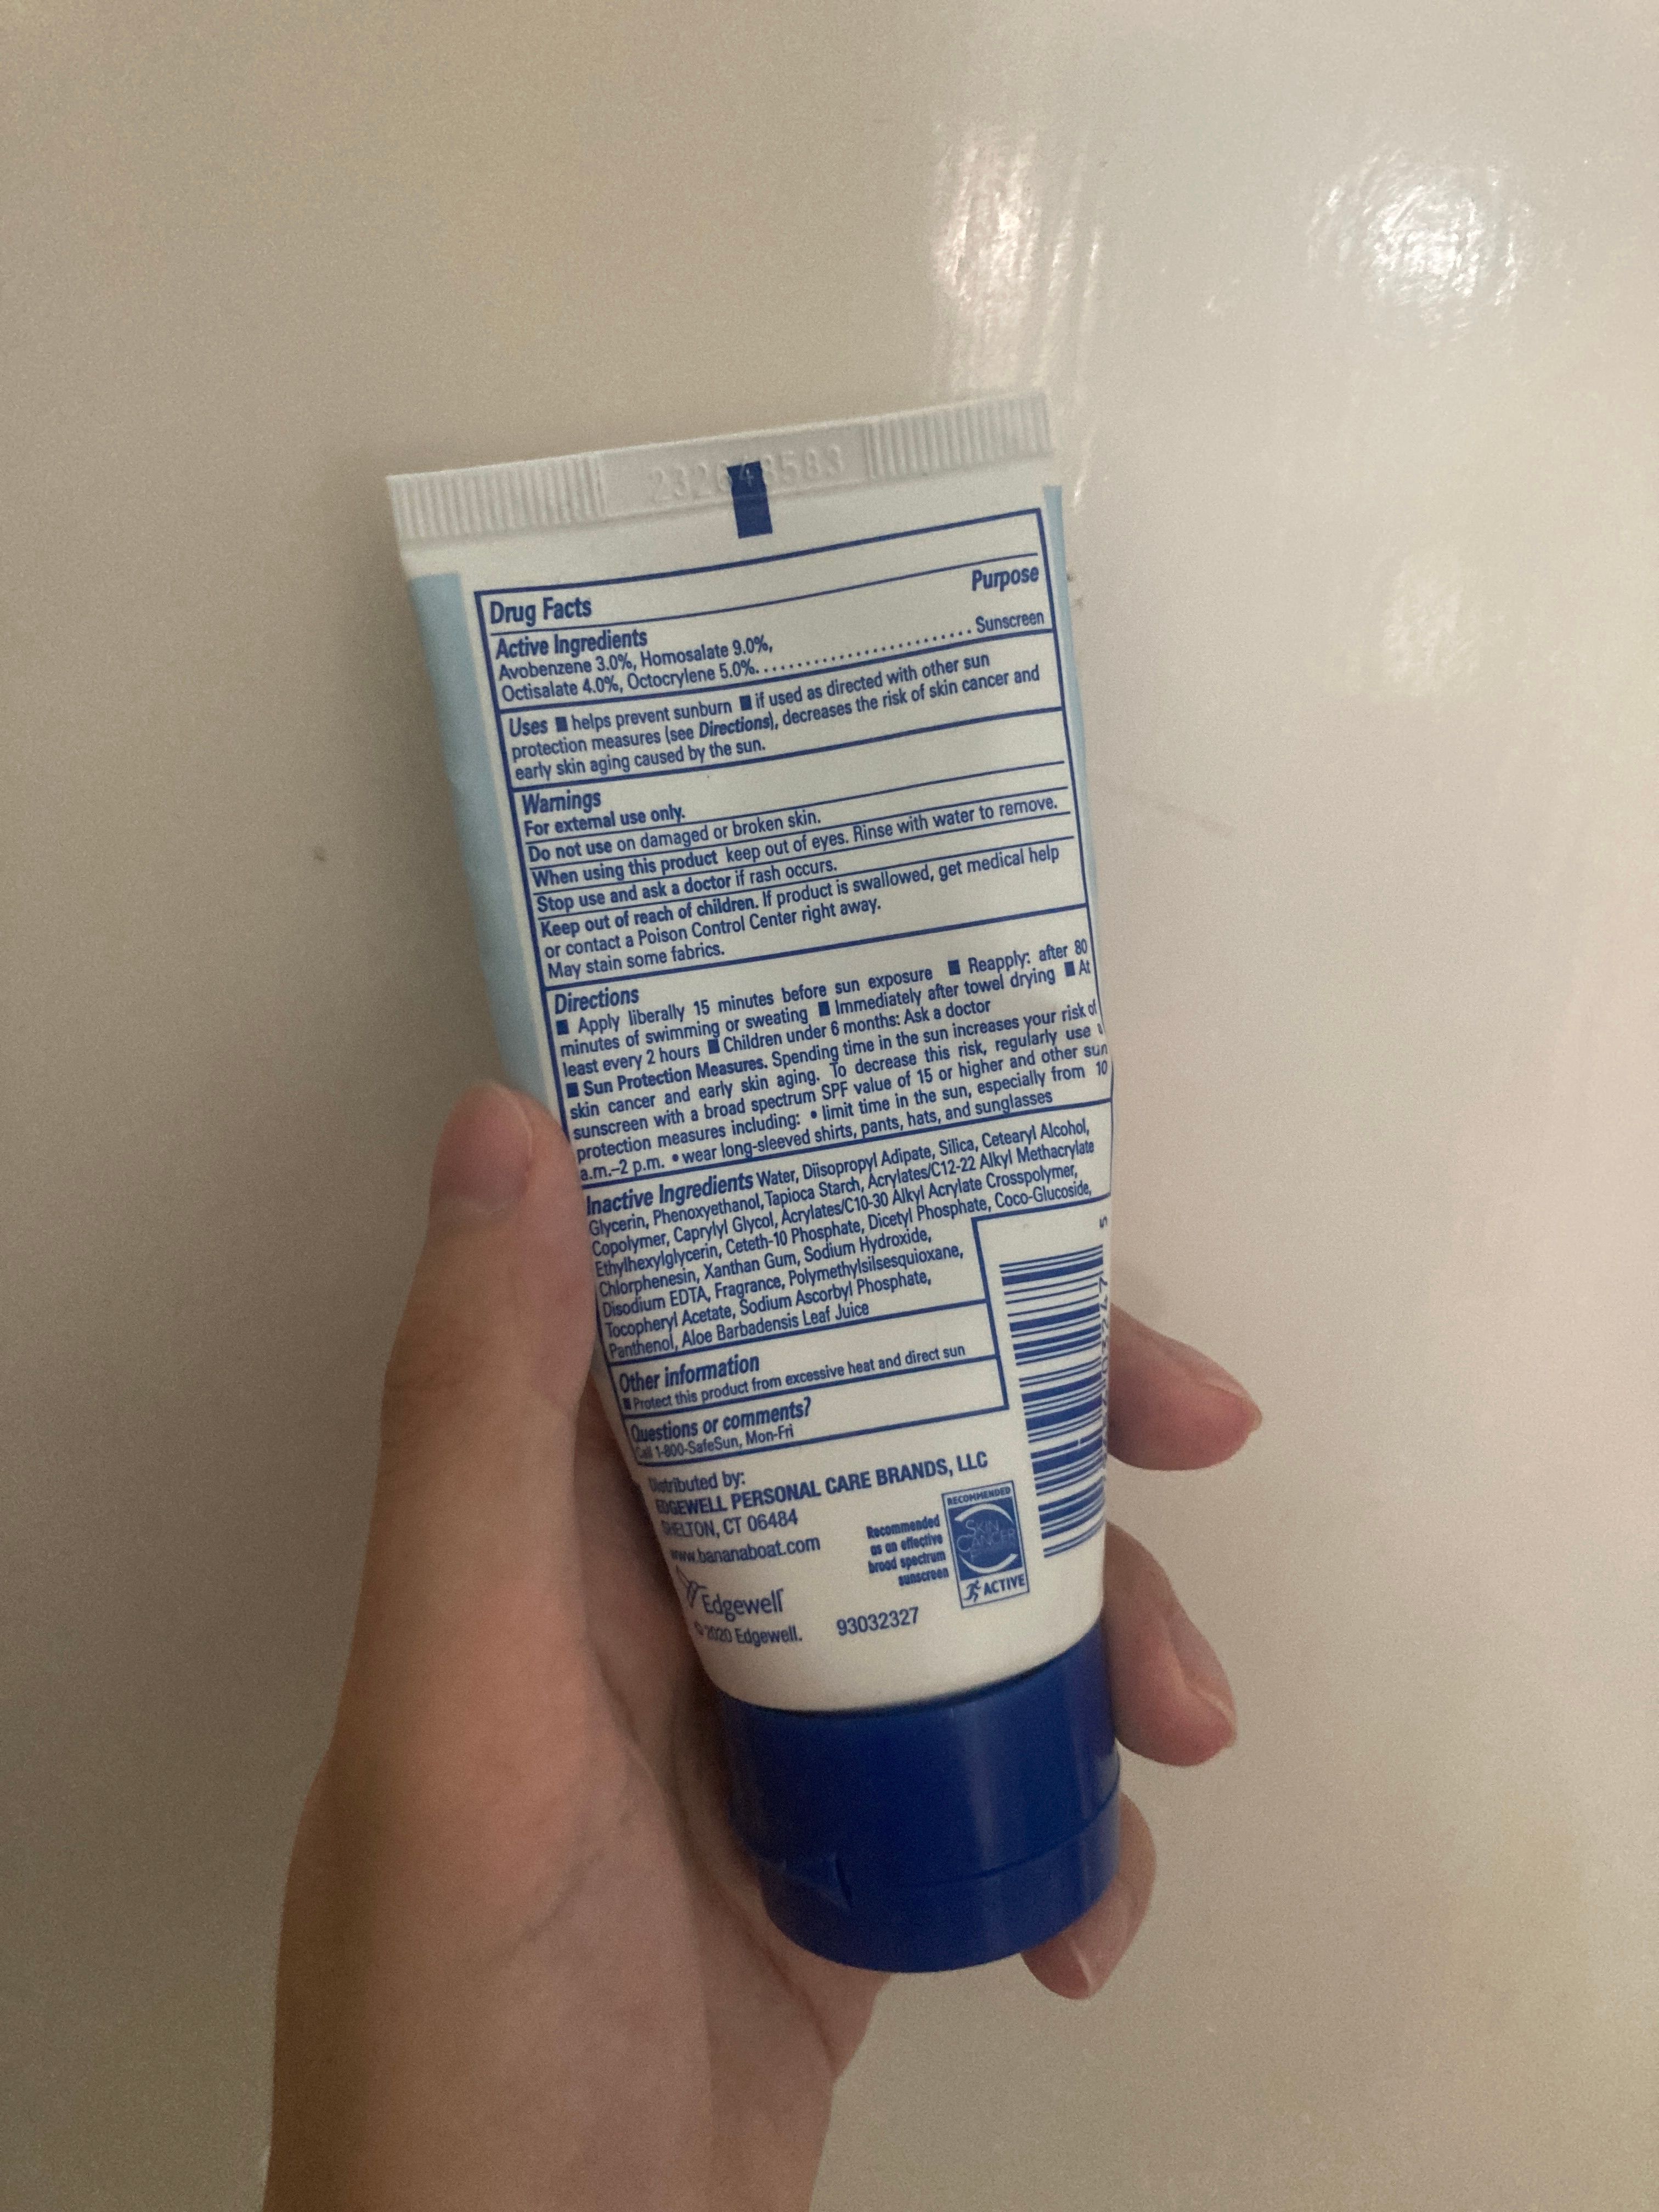 23264 8583
Drug Facts
Active Ingredients Purpose
Avobenzene 3.0%, Homosalate 9.0%,
Octisalate 4.0%, Octocrylene 5.0%. . . . . . . . . . . . . . . . . . . . . . . . . . . Sunscreen
Uses ■ helps prevent sunburn ■ if used as directed with other sun
protection measures (see Directions), decreases the risk of skin cancer and
early skin aging caused by the sun.
Warnings
For external use only.
Do not use on damaged or broken skin.
When using this product keep out of eyes. Rinse with water to remove.
Stop use and ask a doctor if rash occurs.
Keep out of reach of children. If product is swallowed, get medical help
or contact a Poison Control Center right away.
May stain some fabrics.
Directions
■ Apply liberally 15 minutes before sun exposure ■ Reapply: after 80
minutes of swimming or sweating ■ Immediately after towel drying ■ At
least every 2 hours ■ Children under 6 months: Ask a doctor
■ Sun Protection Measures. Spending time in the sun increases your risk of
skin cancer and early skin aging. To decrease this risk, regularly use a
sunscreen with a broad spectrum SPF value of 15 or higher and other sun
protection measures including: • limit time in the sun, especially from 10
a.m.–2 p.m. • wear long-sleeved shirts, pants, hats, and sunglasses
Inactive Ingredients Water, Diisopropyl Adipate, Silica, Cetearyl Alcohol,
Glycerin, Phenoxyethanol, Tapioca Starch, Acrylates/C12-22 Alkyl Methacrylate
Copolymer, Caprylyl Glycol, Acrylates/C10-30 Alkyl Acrylate Crosspolymer,
Ethylhexylglycerin, Ceteth-10 Phosphate, Dicetyl Phosphate, Coco-Glucoside,
Chlorphenesin, Xanthan Gum, Sodium Hydroxide,
Disodium EDTA, Fragrance, Polymethylsilsesquioxane,
Tocopheryl Acetate, Sodium Ascorbyl Phosphate,
Panthenol, Aloe Barbadensis Leaf Juice
Other information
■ Protect this product from excessive heat and direct sun
Questions or comments?
Call 1-800-SafeSun, Mon-Fri
Distributed by:
EDGEWELL PERSONAL CARE BRANDS, LLC
SHELTON, CT 06484
www.bananaboat.com
Edgewell
© 2020 Edgewell.
93032327
Recommended
as an effective
broad spectrum
sunscreen
RECOMMENDED
SKIN
CANCER
ACTIVE
5